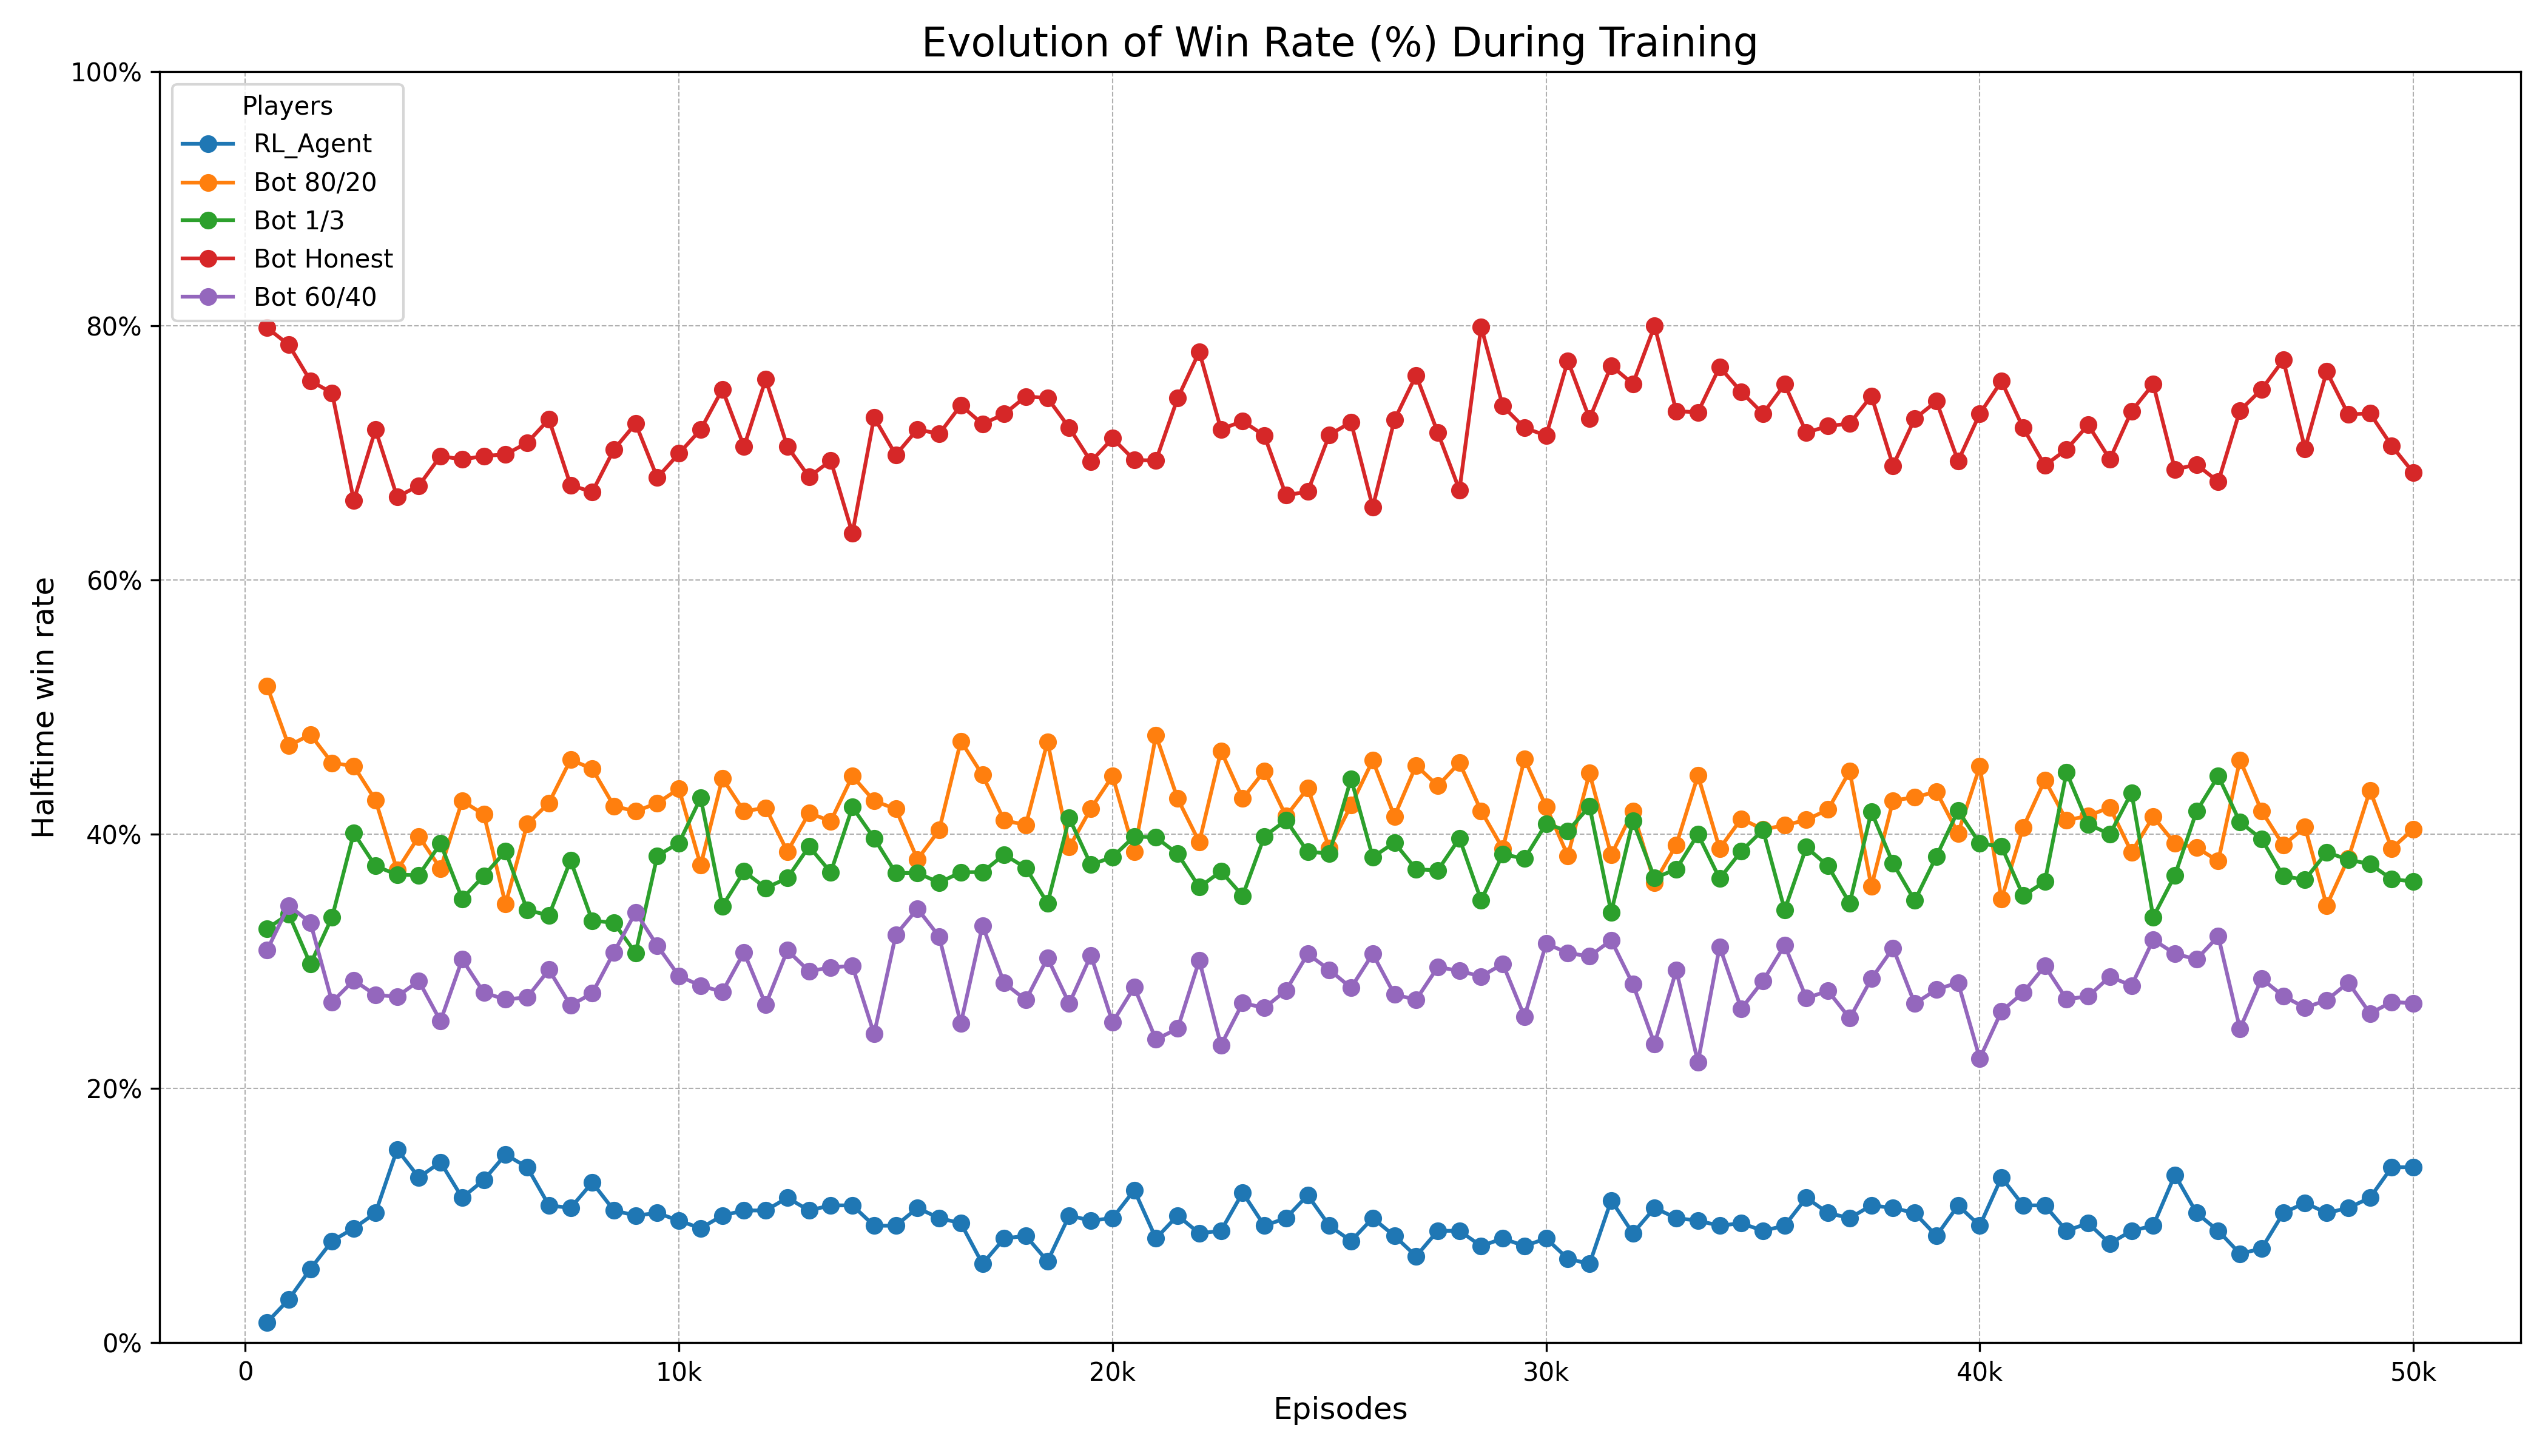 Evolution of Win Rate (%) During Training
100%
80%
60%
40%
20%
0%
Halftime win rate
Players
RL_Agent
Bot 80/20
Bot 1/3
Bot Honest
Bot 60/40
0
10k
20k
30k
40k
50k
Episodes